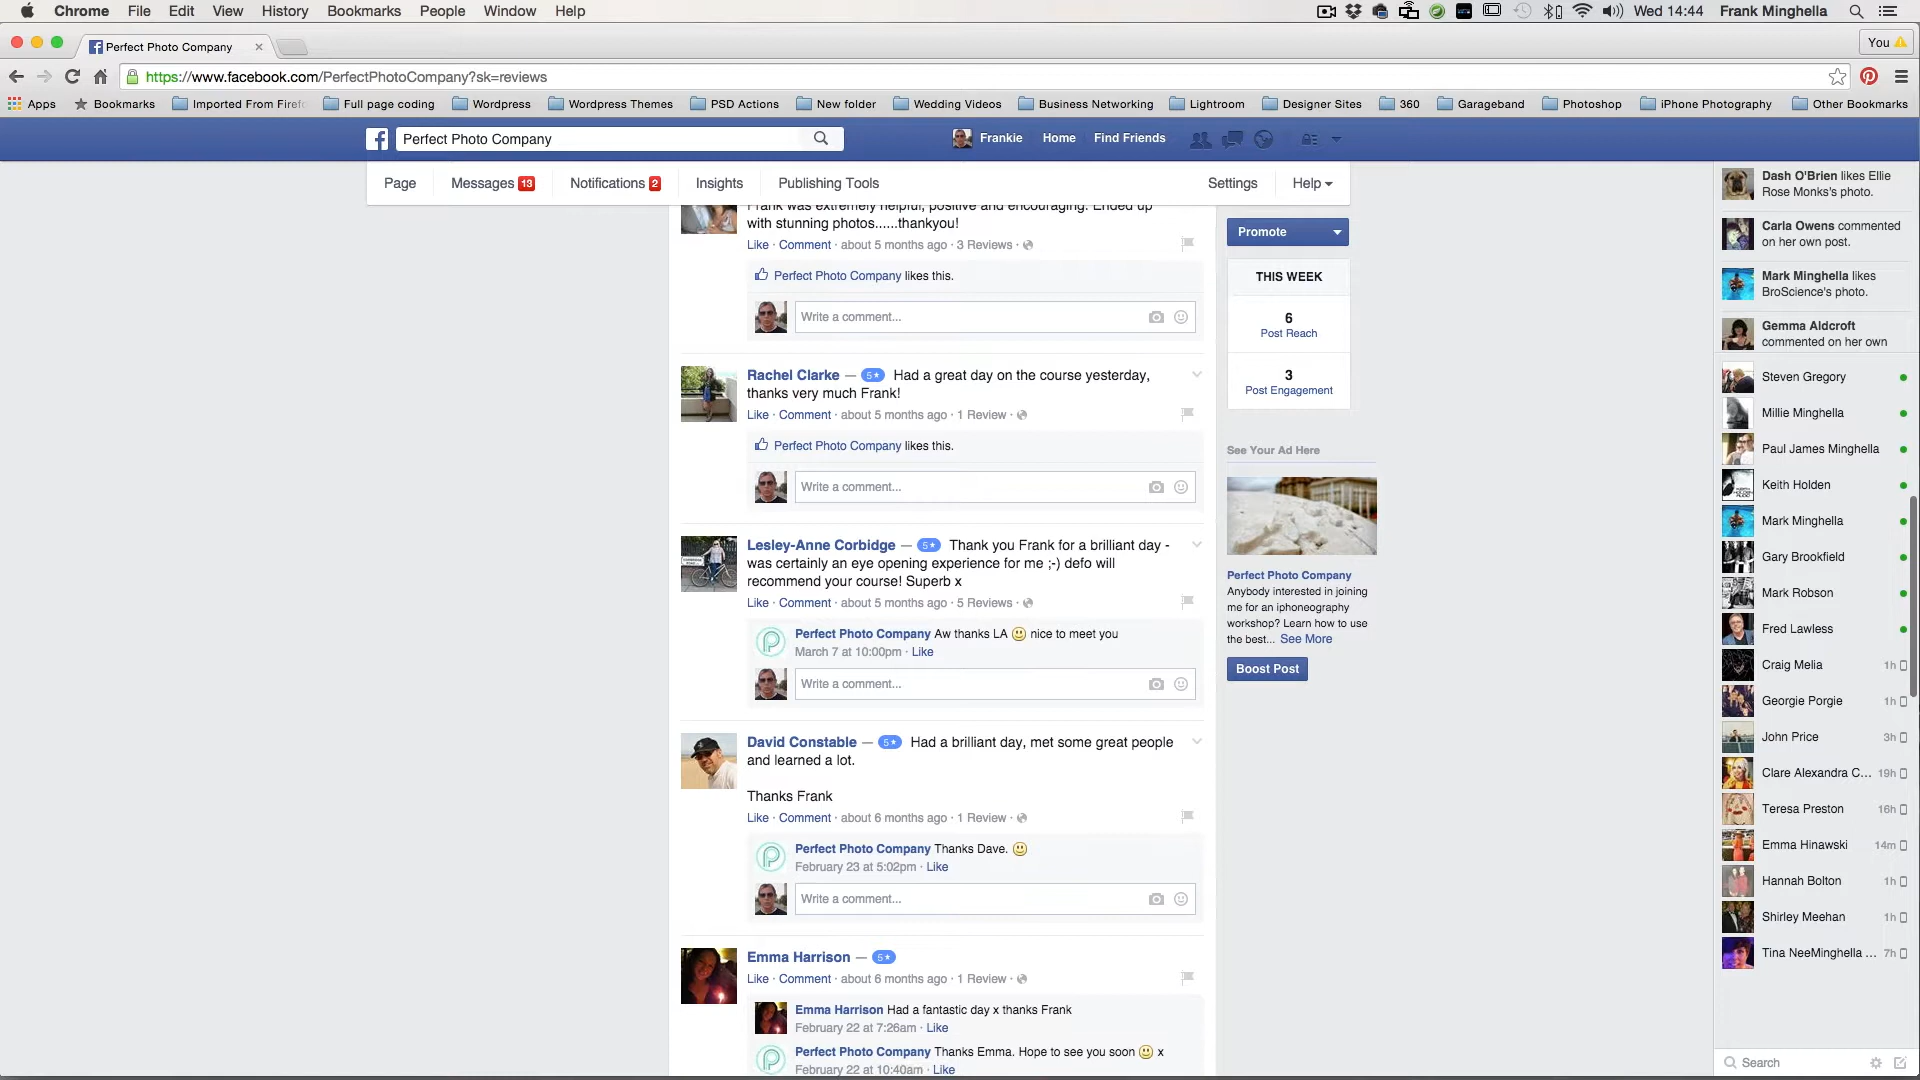 Chrome File Edit View History Bookmarks People Window Help Wed 14:44 Frank Minghella
Perfect Photo Company You
https://www.facebook.com/PerfectPhotoCompany?sk=reviews
Apps Bookmarks Imported From Firef Full page coding Wordpress Wordpress Themes PSD Actions New folder Wedding Videos Business Networking Lightroom Designer Sites 360 Garageband Photoshop iPhone Photography Other Bookmarks
Perfect Photo Company Frankie Home Find Friends
Page Messages 13 Notifications 2 Insights Publishing Tools Settings Help
Frank was extremely helpful, positive and encouraging. Ended up
with stunning photos......thankyou!
Like · Comment · about 5 months ago · 3 Reviews ·
Perfect Photo Company likes this.
Write a comment...
Rachel Clarke — 5★ Had a great day on the course yesterday,
thanks very much Frank!
Like · Comment · about 5 months ago · 1 Review ·
Perfect Photo Company likes this.
Write a comment...
Lesley-Anne Corbidge — 5★ Thank you Frank for a brilliant day -
was certainly an eye opening experience for me ;-) defo will
recommend your course! Superb x
Like · Comment · about 5 months ago · 5 Reviews ·
Perfect Photo Company Aw thanks LA 🙂 nice to meet you
March 7 at 10:00pm · Like
Write a comment...
David Constable — 5★ Had a brilliant day, met some great people
and learned a lot.
Thanks Frank
Like · Comment · about 6 months ago · 1 Review ·
Perfect Photo Company Thanks Dave. 🙂
February 23 at 5:02pm · Like
Write a comment...
Emma Harrison — 5★
Like · Comment · about 6 months ago · 1 Review ·
Emma Harrison Had a fantastic day x thanks Frank
February 22 at 7:26am · Like
Perfect Photo Company Thanks Emma. Hope to see you soon 🙂 x
February 22 at 10:40am · Like
Promote
THIS WEEK
6
Post Reach
3
Post Engagement
See Your Ad Here
Perfect Photo Company
Anybody interested in joining
me for an iphoneography
workshop? Learn how to use
the best... See More
Boost Post
Dash O'Brien likes Ellie
Rose Monks's photo.
Carla Owens commented
on her own post.
Mark Minghella likes
BroScience's photo.
Gemma Aldcroft
commented on her own
Steven Gregory
Millie Minghella
Paul James Minghella
Keith Holden
Mark Minghella
Gary Brookfield
Mark Robson
Fred Lawless
Craig Melia 1h
Georgie Porgie 1h
John Price 3h
Clare Alexandra C... 19h
Teresa Preston 16h
Emma Hinawski 14m
Hannah Bolton 1h
Shirley Meehan 1h
Tina NeeMinghella ... 7h
Search